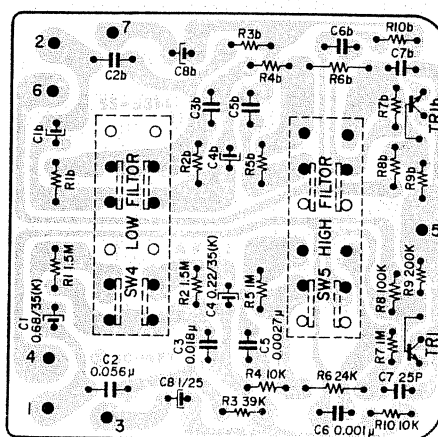 7
2
C2b
C8b
R3b
R4b
C6b
R6b
R10b
C7b
6
C1b
R1b
C3b
C5b
R2b
C4b
R5b
R7b
TR1b
R8b
R9b
SW4 LOW FILTOR
SW5 HIGH FILTOR
5
R1 1.5M
C1
0.68/35(K)
R2 1.5M
C4 0.22/35(K)
R5 1M
R8 100K
R9 200K
C3
0.018μ
C5
0.0027μ
R7 1M
TR1
4
C2
0.056μ
C8 1/25
R4 10K
R3 39K
R6 24K
C7 25P
C6 0.001μ
R10 10K
1
3